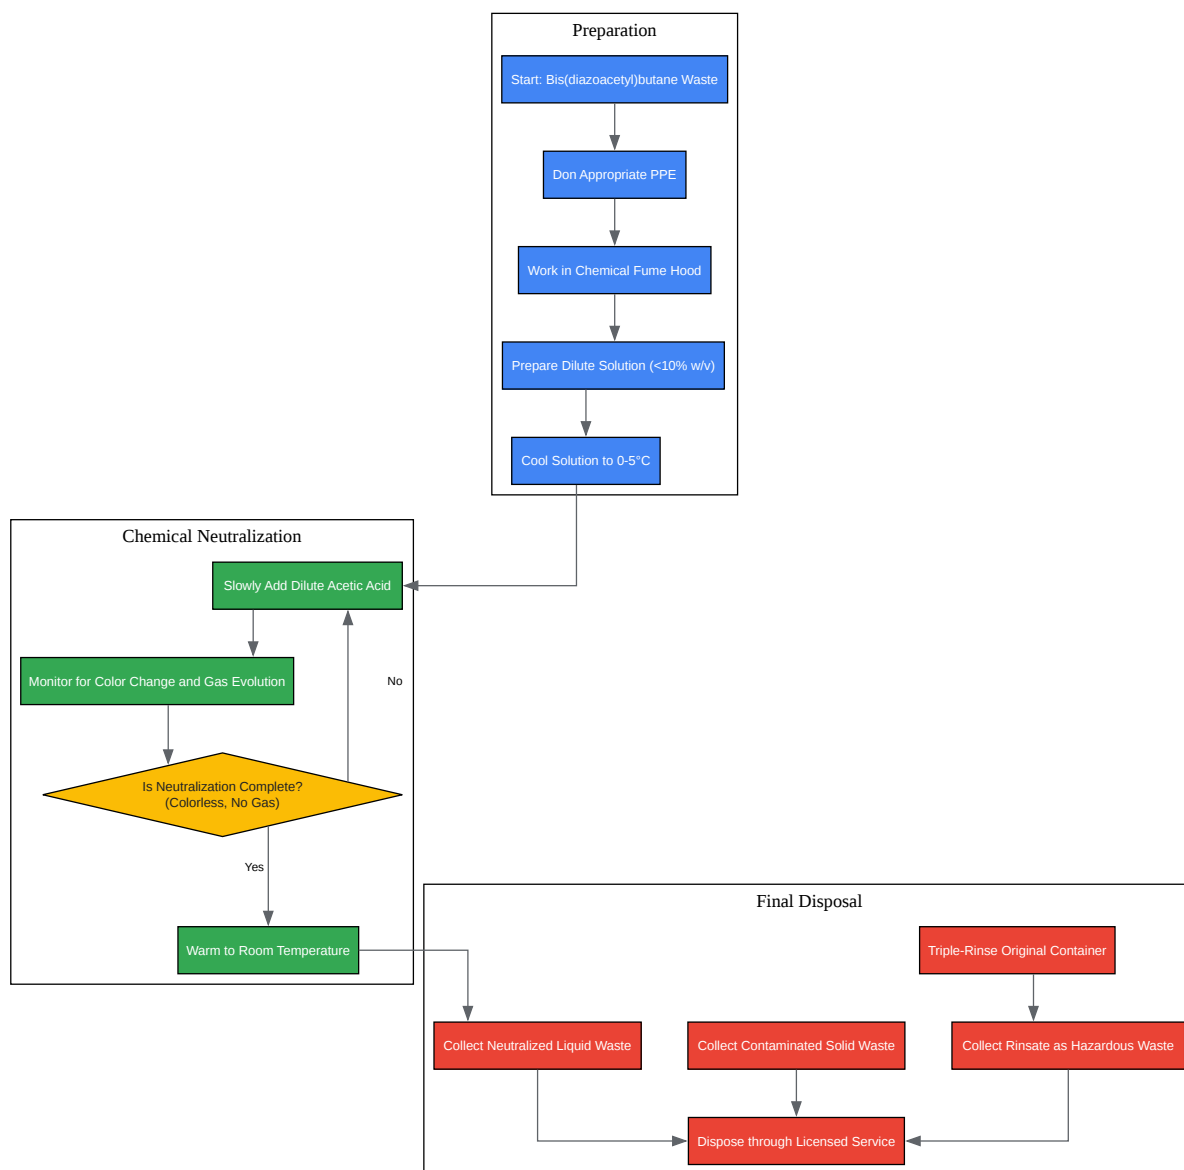 Preparation
Start: Bis(diazoacetyl)butane Waste
Don Appropriate PPE
Work in Chemical Fume Hood
Prepare Dilute Solution (<10% w/v)
Cool Solution to 0-5°C
Chemical Neutralization
Slowly Add Dilute Acetic Acid
Monitor for Color Change and Gas Evolution
No
Is Neutralization Complete?
(Colorless, No Gas)
Yes
Warm to Room Temperature
Final Disposal
Triple-Rinse Original Container
Collect Neutralized Liquid Waste
Collect Contaminated Solid Waste
Collect Rinsate as Hazardous Waste
Dispose through Licensed Service